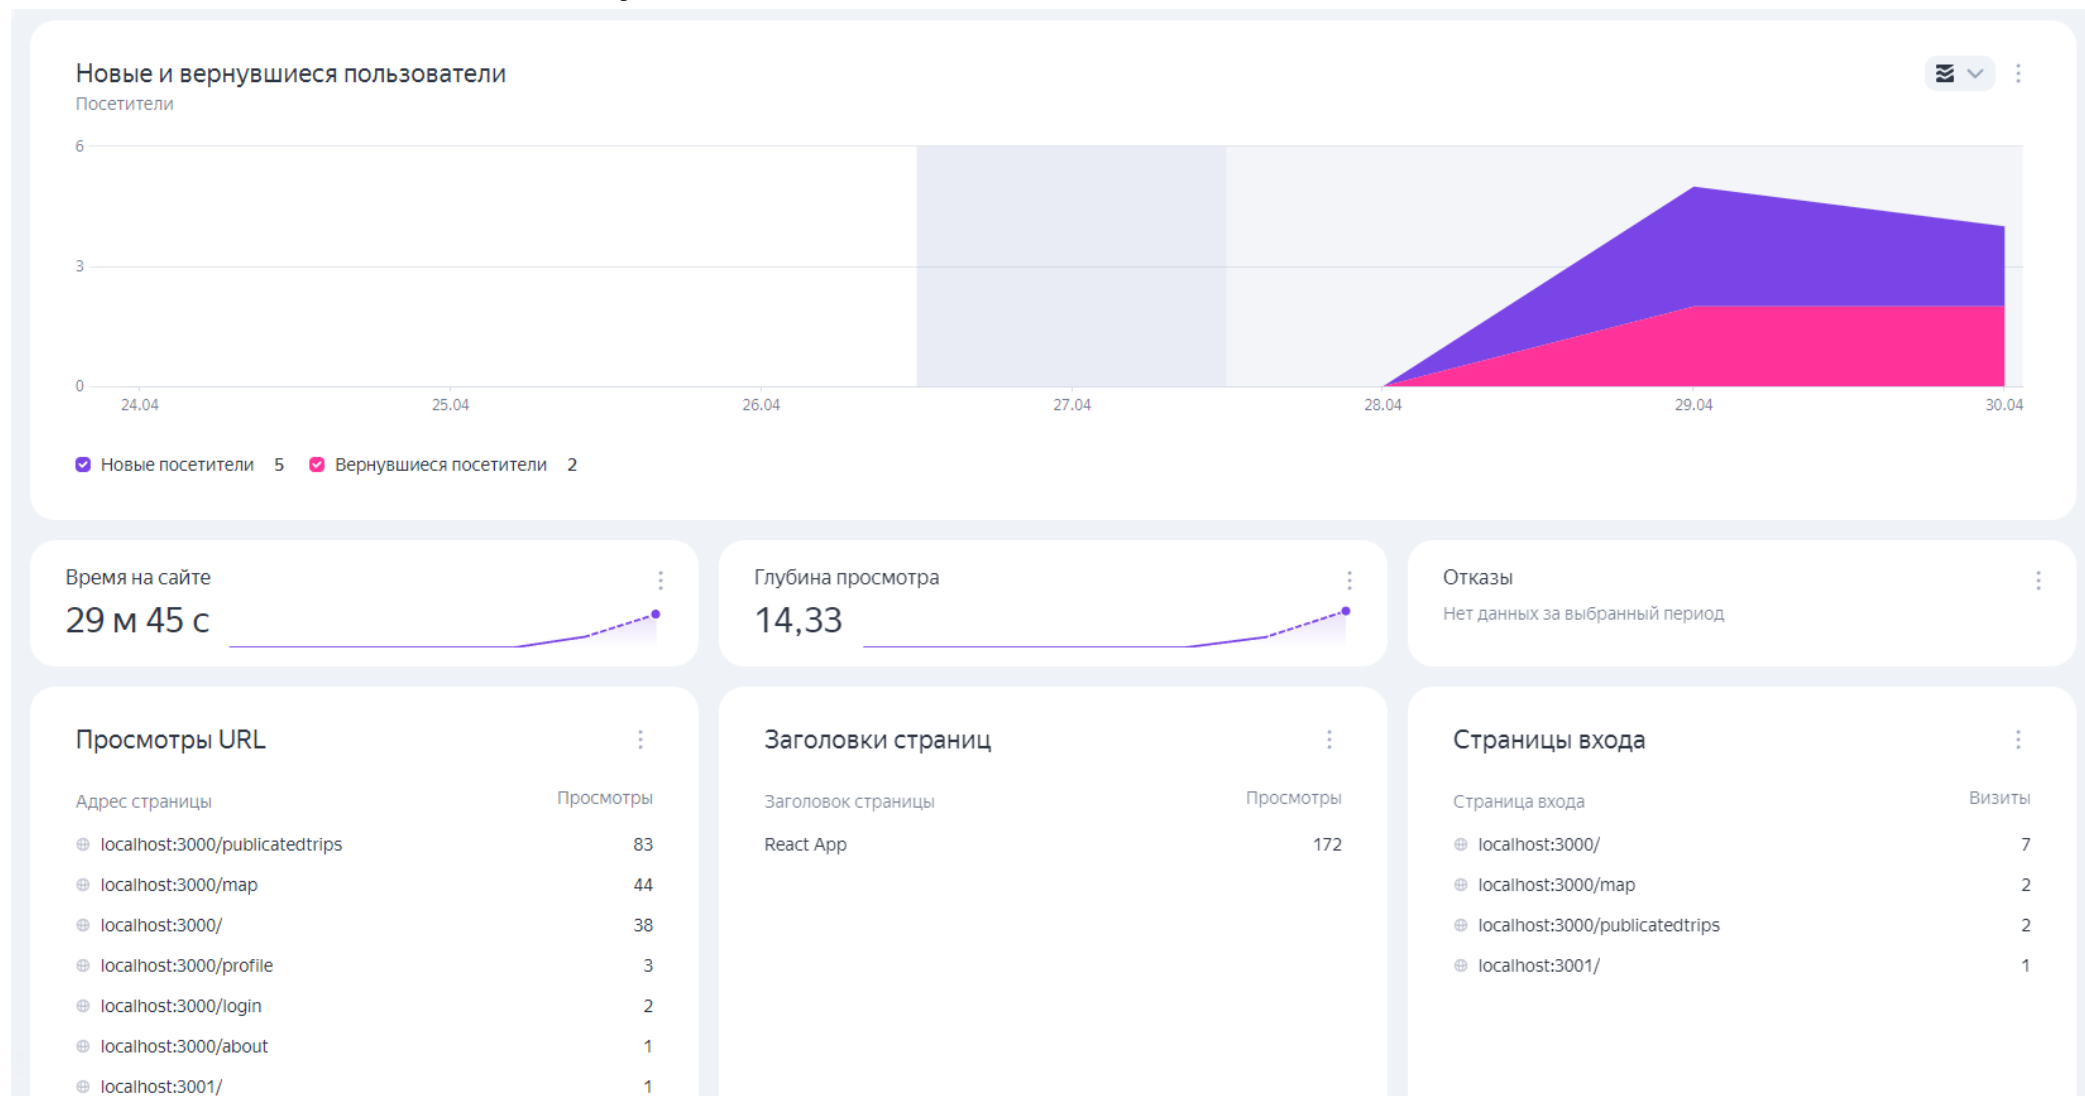 Новые и вернувшиеся пользователи
Посетители
6
3
0
24.04 25.04 26.04 27.04 28.04 29.04 30.04
Новые посетители 5 Вернувшиеся посетители 2
Время на сайте
29 м 45 с
Глубина просмотра
14,33
Отказы
Нет данных за выбранный период
Просмотры URL
Адрес страницы Просмотры
localhost:3000/publicatedtrips 83
localhost:3000/map 44
localhost:3000/ 38
localhost:3000/profile 3
localhost:3000/login 2
localhost:3000/about 1
localhost:3001/ 1
Заголовки страниц
Заголовок страницы Просмотры
React App 172
Страницы входа
Страница входа Визиты
localhost:3000/ 7
localhost:3000/map 2
localhost:3000/publicatedtrips 2
localhost:3001/ 1